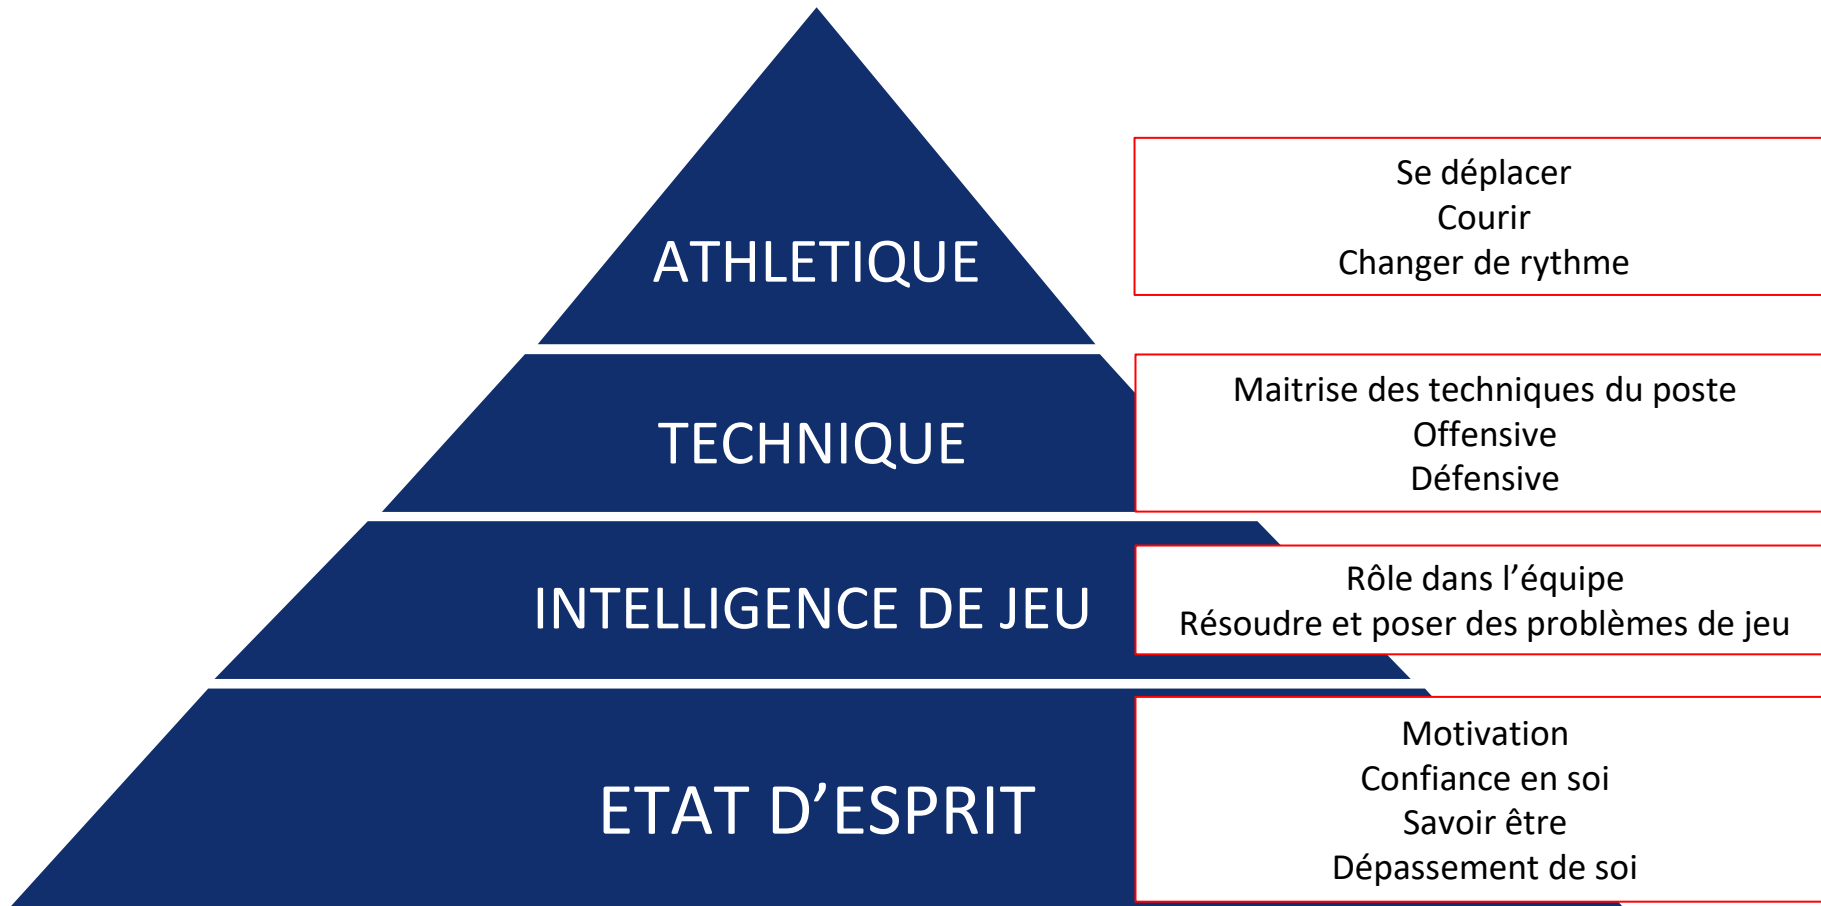 ATHLETIQUE
Se déplacer
Courir
Changer de rythme
TECHNIQUE
Maitrise des techniques du poste
Offensive
Défensive
INTELLIGENCE DE JEU
Rôle dans l’équipe
Résoudre et poser des problèmes de jeu
ETAT D’ESPRIT
Motivation
Confiance en soi
Savoir être
Dépassement de soi